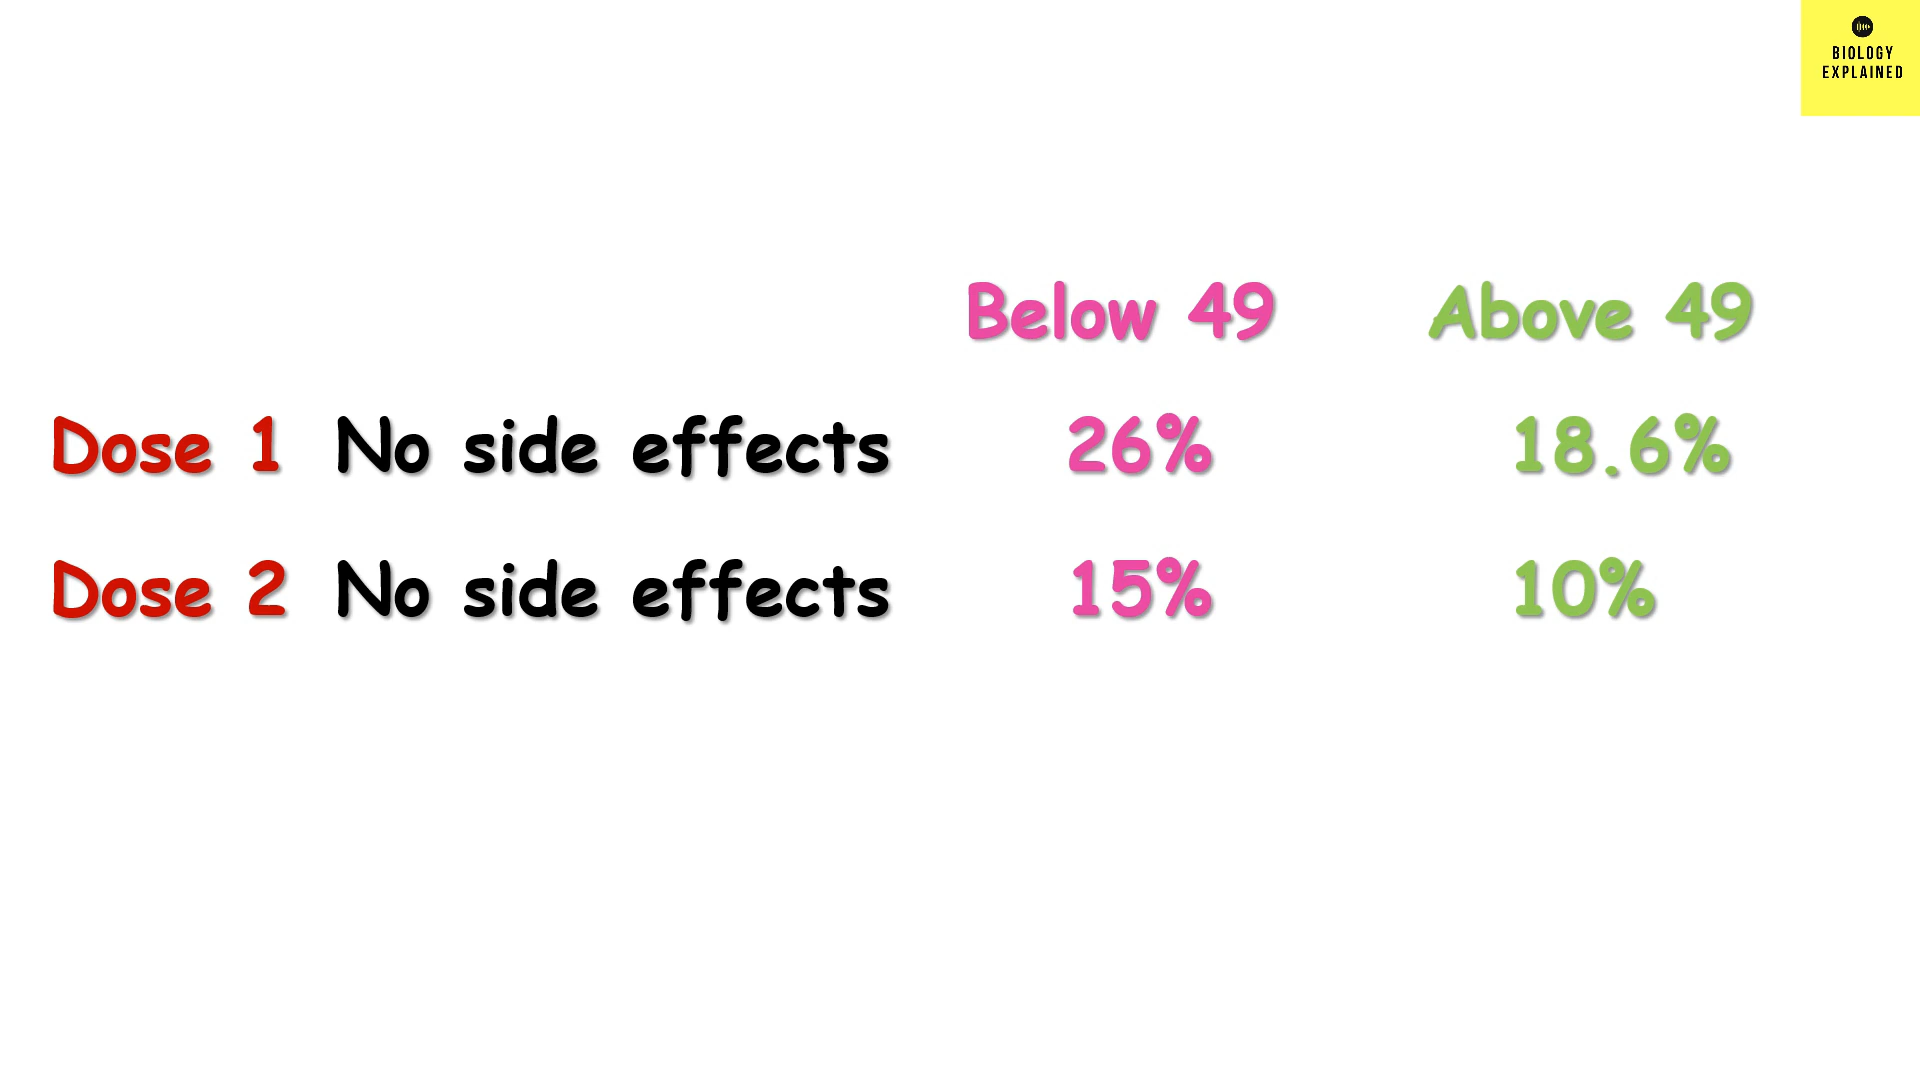 BIOLOGY
EXPLAINED
Below 49 Above 49
Dose 1 No side effects 26% 18.6%
Dose 2 No side effects 15% 10%